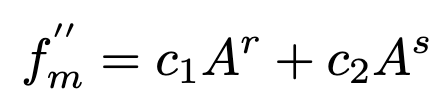 f''_m = c_1 A^r + c_2 A^s